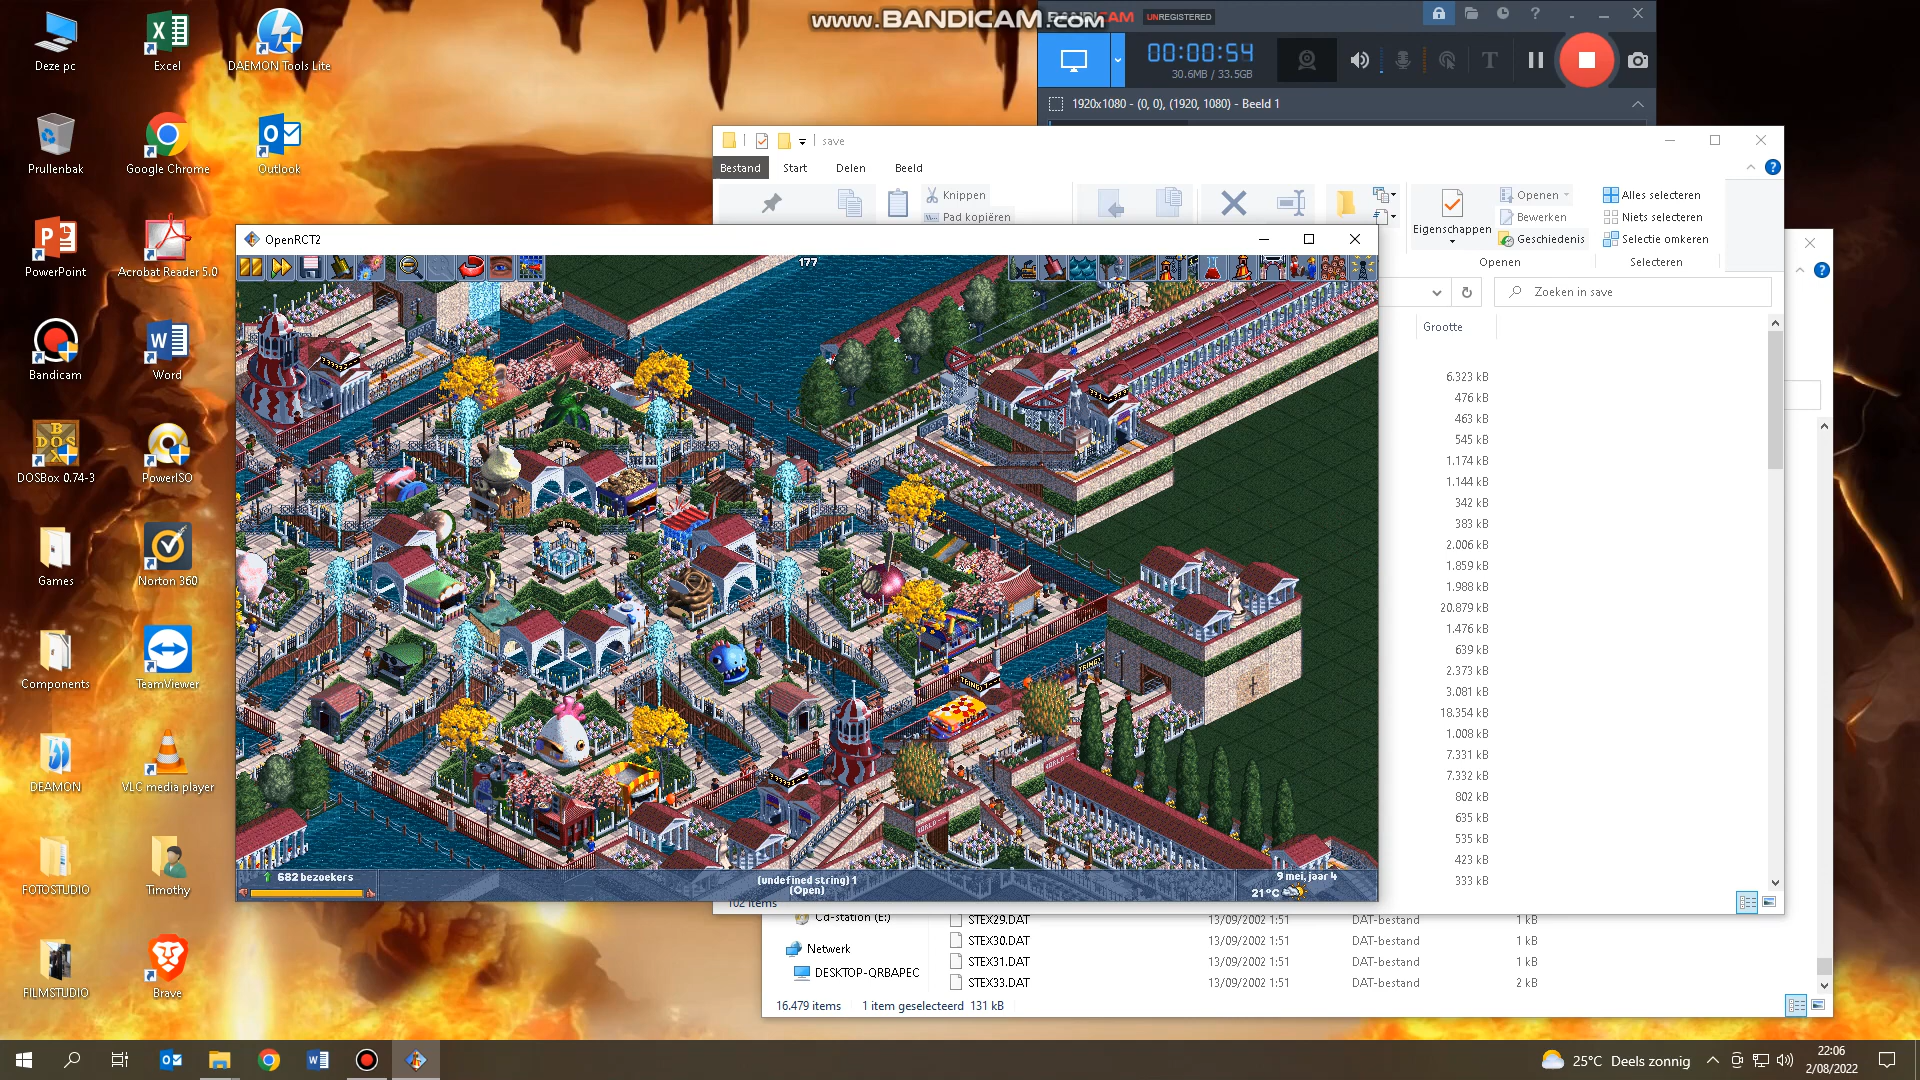 www.BANDICAM.com
BANDICAM UNREGISTERED
00:00:54
30.6MB / 33.5GB
1920x1080 - (0, 0), (1920, 1080) - Beeld 1
Deze pc
Excel
DAEMON Tools Lite
Prullenbak
Google Chrome
Outlook
PowerPoint
Acrobat Reader 5.0
Bandicam
Word
DOSBox 0.74-3
PowerISO
Games
Norton 360
Components
TeamViewer
DEAMON
VLC media player
FOTOSTUDIO
Timothy
FILMSTUDIO
Brave
save
Bestand
Start
Delen
Beeld
Knippen
Pad kopiëren
Eigenschappen
Openen
Bewerken
Geschiedenis
Openen
Alles selecteren
Niets selecteren
Selectie omkeren
Selecteren
Zoeken in save
Grootte
6.323 kB
476 kB
463 kB
545 kB
1.174 kB
1.144 kB
342 kB
383 kB
2.006 kB
1.859 kB
1.988 kB
20.879 kB
1.476 kB
639 kB
2.373 kB
3.081 kB
18.354 kB
1.008 kB
7.331 kB
7.332 kB
802 kB
635 kB
535 kB
423 kB
333 kB
102 items
OpenRCT2
177
682 bezoekers
(undefined string) 1
(Open)
9 mei, jaar 4
21°C
Cd-station (E:)
Netwerk
DESKTOP-QRBAPEC
STEX29.DAT 13/09/2002 1:51 DAT-bestand 1 kB
STEX30.DAT 13/09/2002 1:51 DAT-bestand 1 kB
STEX31.DAT 13/09/2002 1:51 DAT-bestand 1 kB
STEX33.DAT 13/09/2002 1:51 DAT-bestand 2 kB
16.479 items 1 item geselecteerd 131 kB
25°C Deels zonnig
22:06
2/08/2022